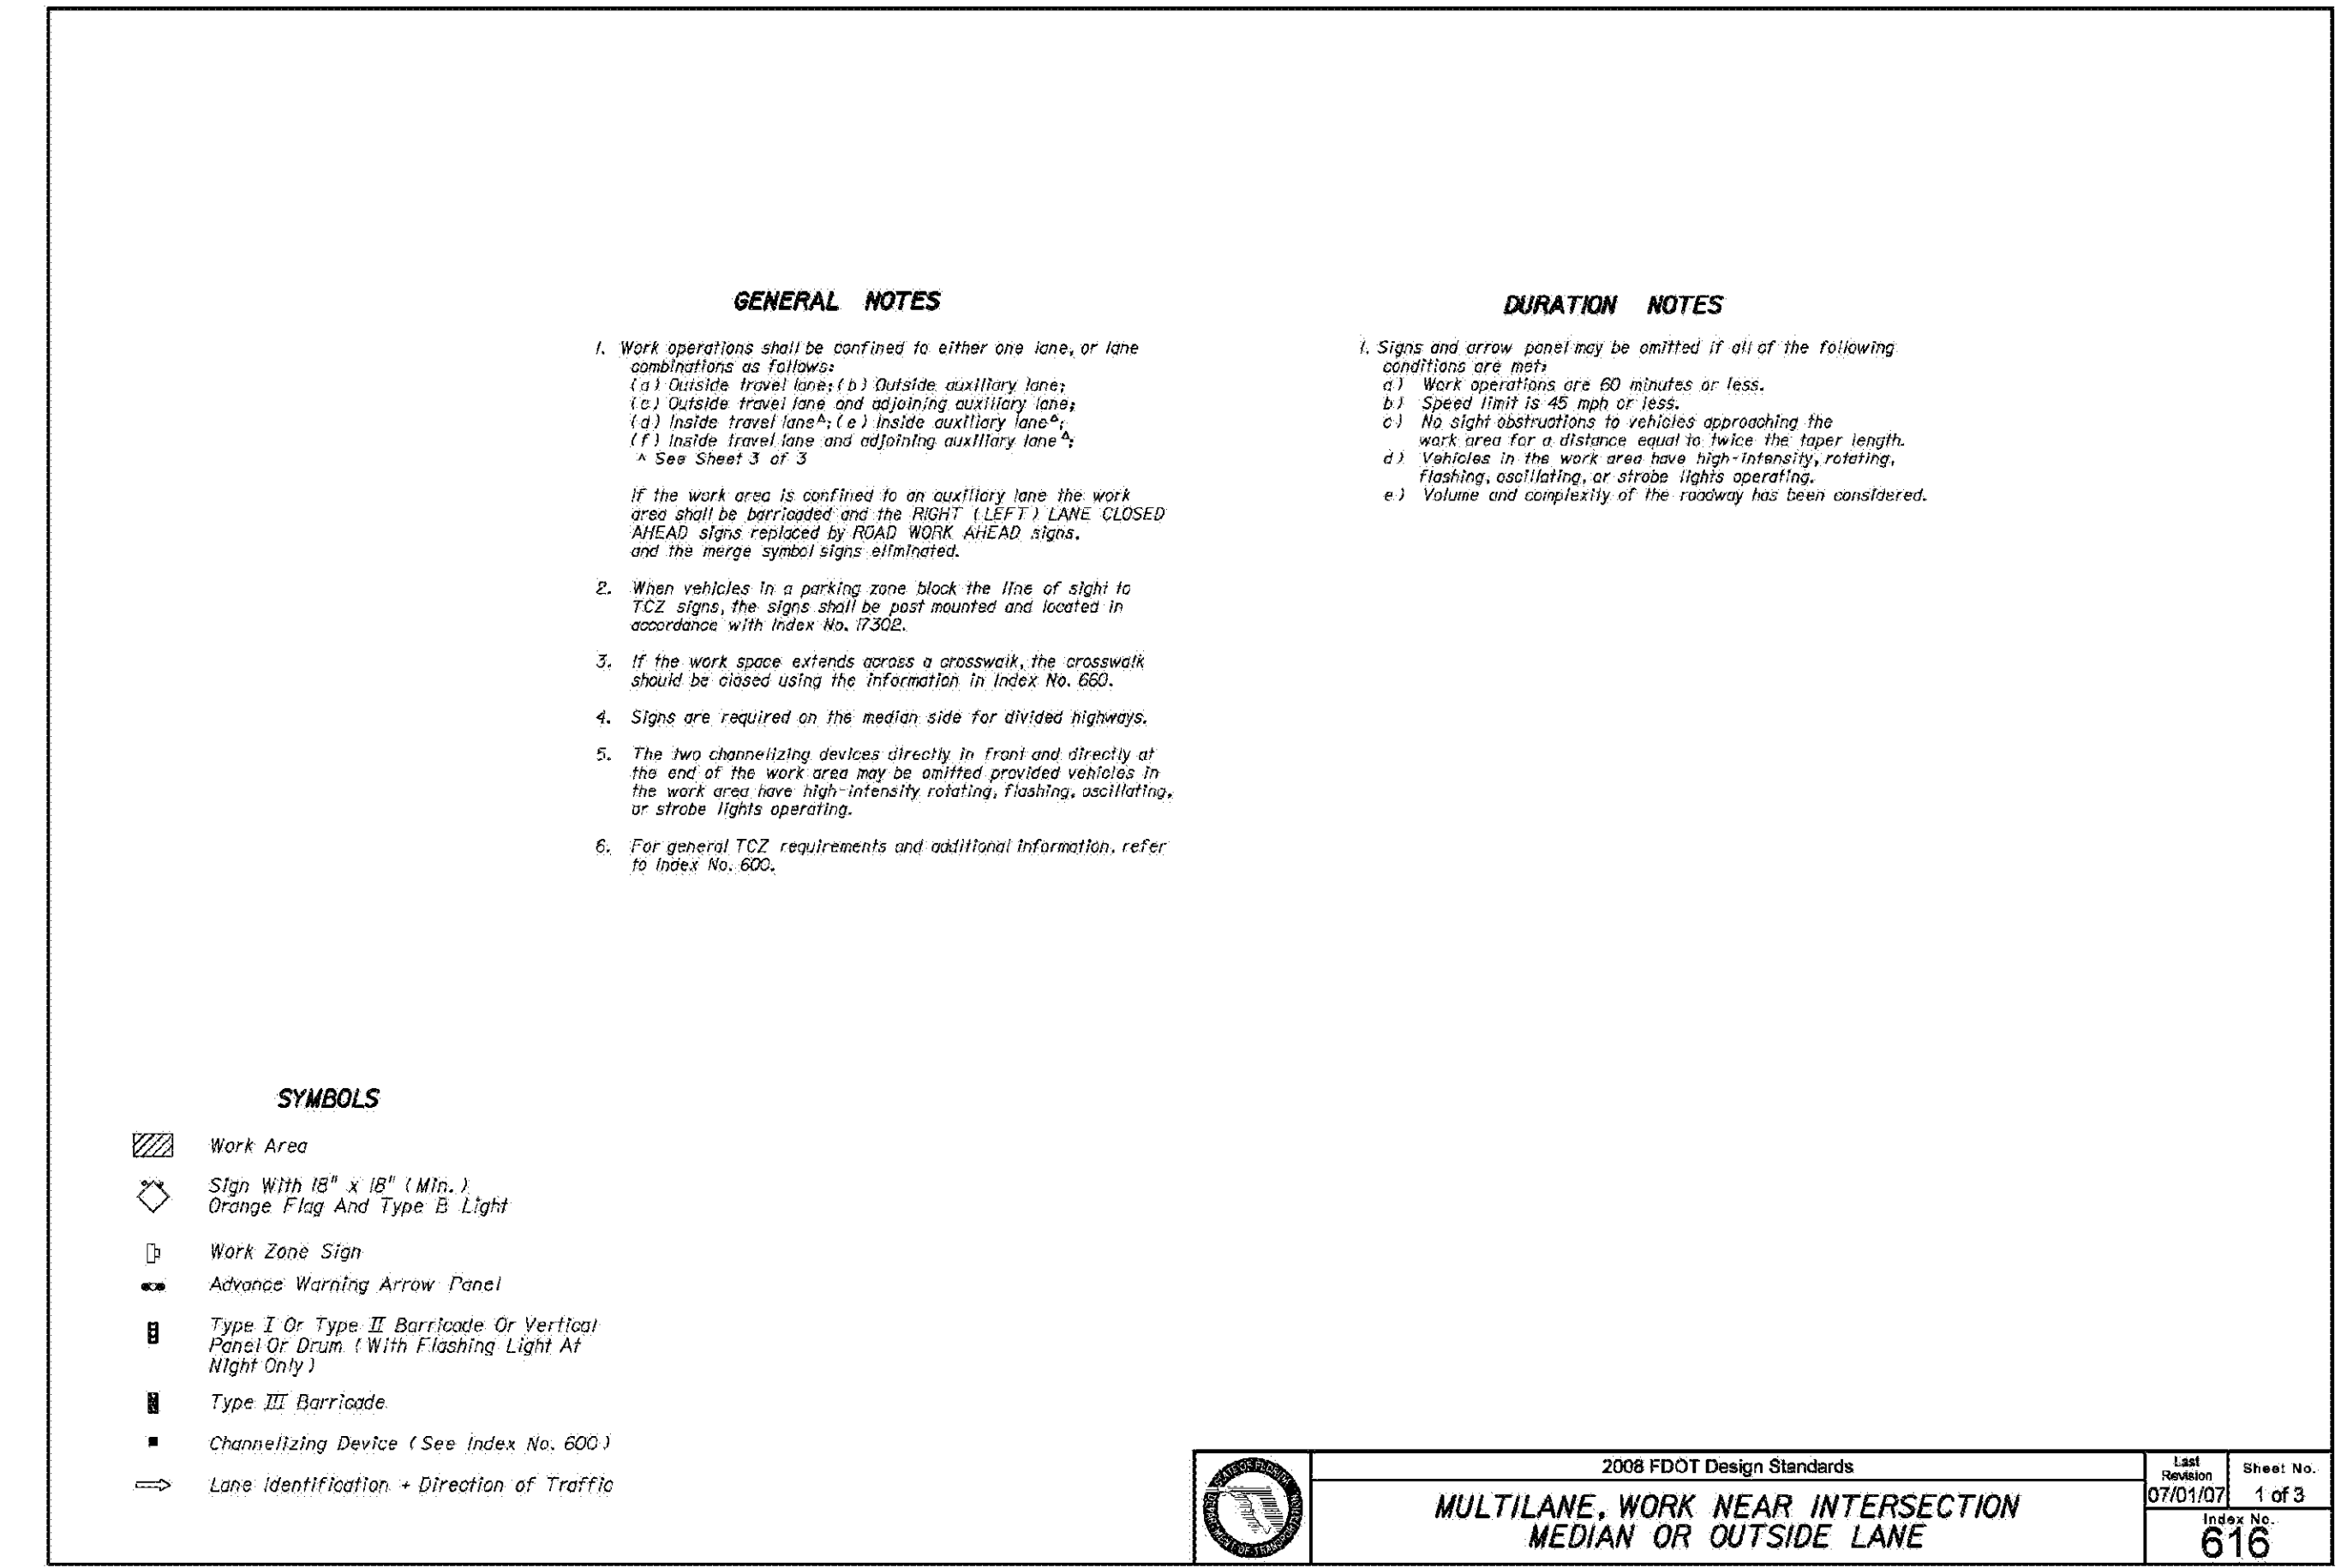 GENERAL NOTES
1. Work operations shall be confined to either one lane, or lane
combinations as follows:
(a) Outside travel lane; (b) Outside auxiliary lane;
(c) Outside travel lane and adjoining auxiliary lane;
(d) Inside travel lane^; (e) Inside auxiliary lane^;
(f) Inside travel lane and adjoining auxiliary lane^;
^ See Sheet 3 of 3
If the work area is confined to an auxiliary lane the work
area shall be barricaded and the RIGHT (LEFT) LANE CLOSED
AHEAD signs replaced by ROAD WORK AHEAD signs,
and the merge symbol signs eliminated.
2. When vehicles in a parking zone block the line of sight to
TCZ signs, the signs shall be post mounted and located in
accordance with Index No. 17302.
3. If the work space extends across a crosswalk, the crosswalk
should be closed using the information in Index No. 660.
4. Signs are required on the median side for divided highways.
5. The two channelizing devices directly in front and directly at
the end of the work area may be omitted provided vehicles in
the work area have high-intensity rotating, flashing, oscillating,
or strobe lights operating.
6. For general TCZ requirements and additional information, refer
to Index No. 600.
DURATION NOTES
1. Signs and arrow panel may be omitted if all of the following
conditions are met:
a) Work operations are 60 minutes or less.
b) Speed limit is 45 mph or less.
c) No sight obstructions to vehicles approaching the
work area for a distance equal to twice the taper length.
d) Vehicles in the work area have high-intensity, rotating,
flashing, oscillating, or strobe lights operating.
e) Volume and complexity of the roadway has been considered.
SYMBOLS
Work Area
Sign With 18" x 18" (Min.)
Orange Flag And Type B Light
Work Zone Sign
Advance Warning Arrow Panel
Type I Or Type II Barricade Or Vertical
Panel Or Drum (With Flashing Light At
Night Only)
Type III Barricade
Channelizing Device (See Index No. 600)
Lane Identification + Direction of Traffic
STATE OF FLORIDA
DEPARTMENT OF TRANSPORTATION
2008 FDOT Design Standards
MULTILANE, WORK NEAR INTERSECTION
MEDIAN OR OUTSIDE LANE
Last
Revision
07/01/07
Sheet No.
1 of 3
Index No.
616